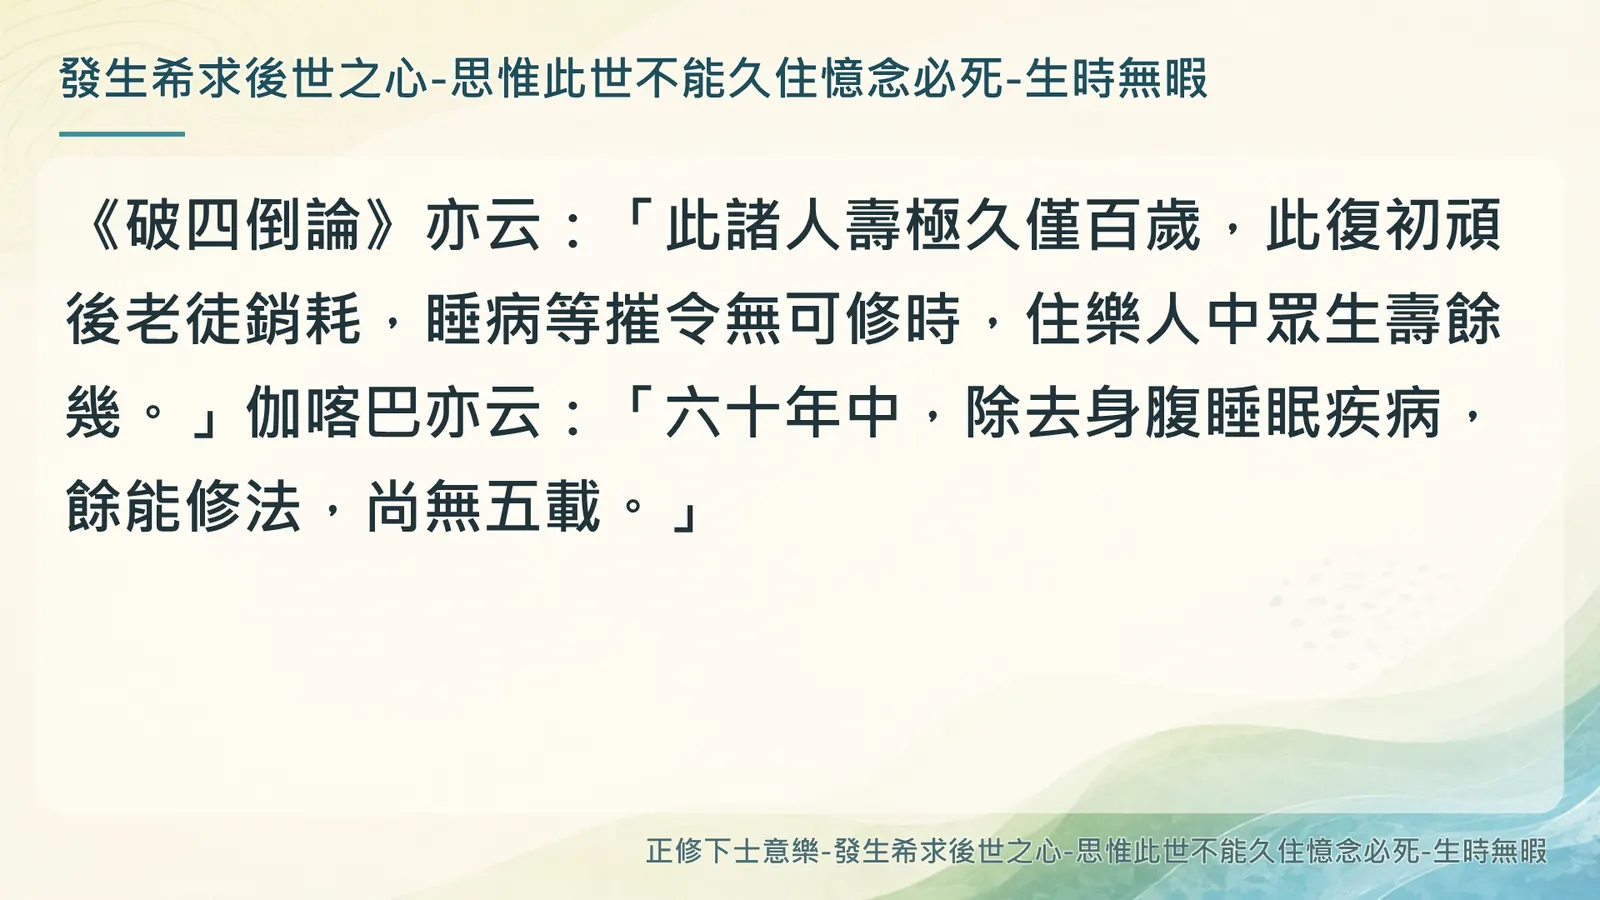 發生希求後世之心-思惟此世不能久住憶念必死-生時無暇
《破四倒論》亦云：「此諸人壽極久僅百歲，此復初頑
後老徒銷耗，睡病等摧令無可修時，住樂人中眾生壽餘
幾。」伽喀巴亦云：「六十年中，除去身腹睡眠疾病，
餘能修法，尚無五載。」
正修下士意樂-發生希求後世之心-思惟此世不能久住憶念必死-生時無暇